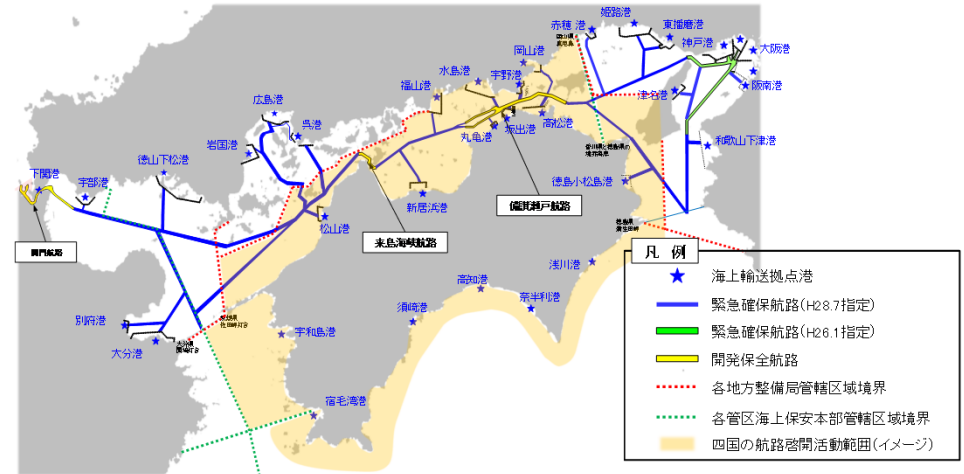 姫路港
赤穂 港
東播磨港
神戸港
大阪港
岡山港
水島港
宇野港
福山港
阪南港
津名港
広島港
呉港
丸亀港
坂出港
高松港
和歌山下津港
岩国港
徳山下松港
下関港
宇部港
徳島小松島港
新居浜港
備讃瀬戸航路
松山港
関門航路
来島海峡航路
浅川港
高知港
奈半利港
須崎港
別府港
大分港
宇和島港
宿毛湾港
凡 例
海上輸送拠点港
緊急確保航路(H28.7指定)
緊急確保航路(H26.1指定)
開発保全航路
各地方整備局管轄区域境界
各管区海上保安本部管轄区域境界
四国の航路啓開活動範囲(イメージ)